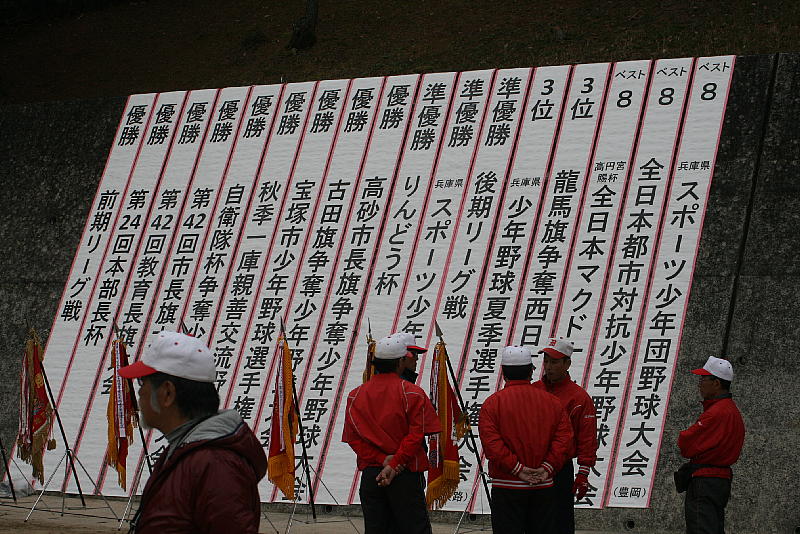 ベスト8 兵庫県 スポーツ少年団野球大会
(豊岡)
ベスト8 全日本都市対抗少年野球
ベスト8 高円宮賜杯 全日本マクド
3位 龍馬旗争奪西日
3位 兵庫県 少年野球夏季選手権
準優勝 後期リーグ戦
準優勝 兵庫県 スポーツ少年
準優勝 りんどう杯
優勝 高砂市長旗争奪少年野球
優勝 古田旗争奪少年野球
優勝 宝塚市少年野球選手権
優勝 秋季一庫親善交流野
優勝 自衛隊杯争奪少
優勝 第42回市長旗
優勝 第42回教育長旗
優勝 第24回本部長杯
優勝 前期リーグ戦